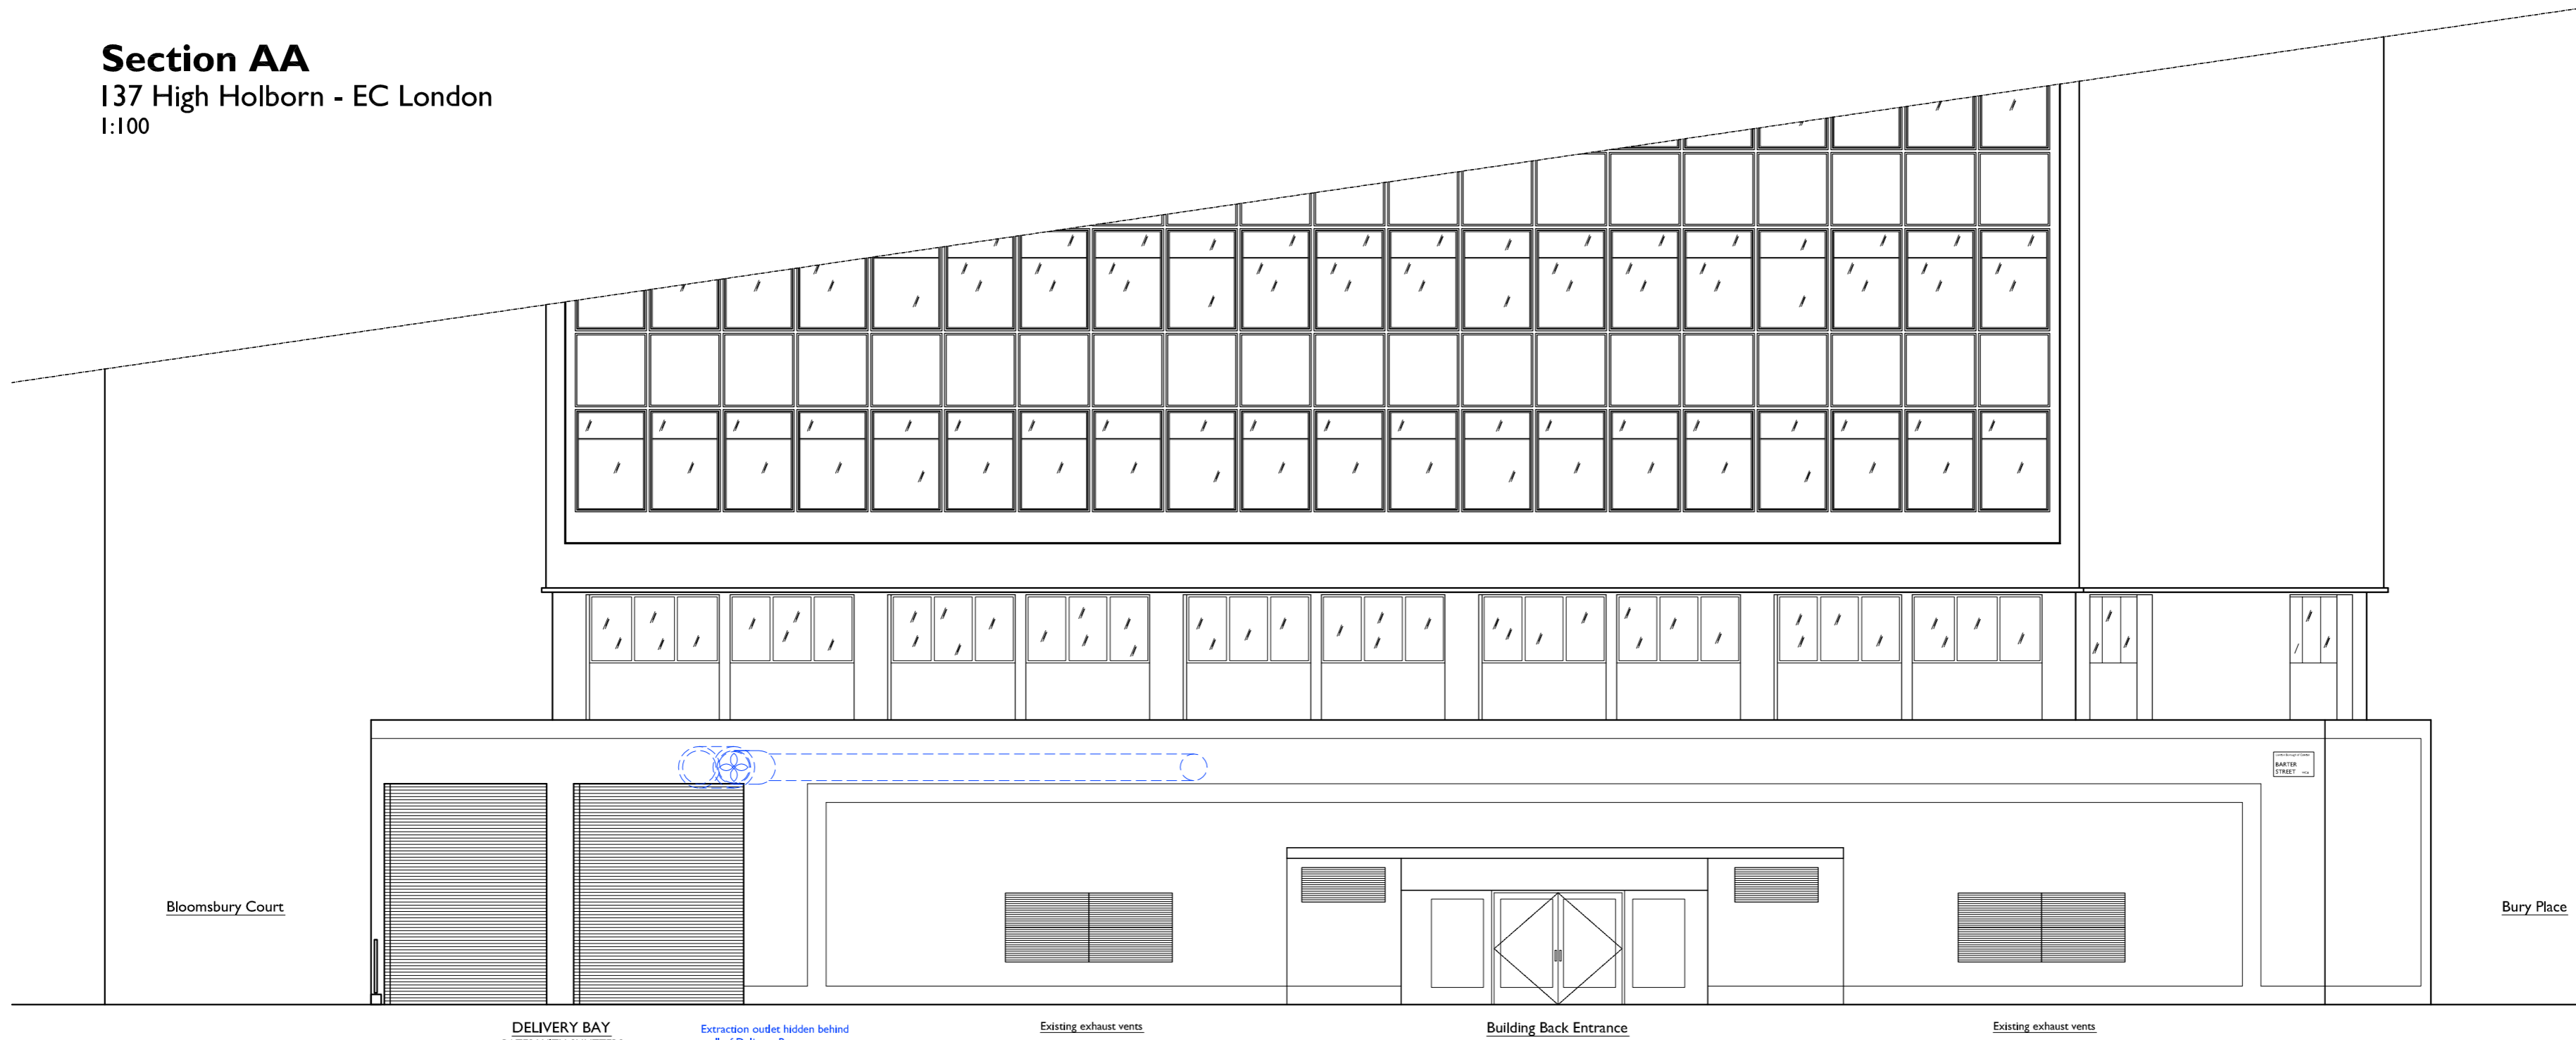 Section AA
137 High Holborn - EC London
1:100
BARTER
STREET
Bloomsbury Court
Bury Place
DELIVERY BAY
Extraction outlet hidden behind
Existing exhaust vents
Building Back Entrance
Existing exhaust vents